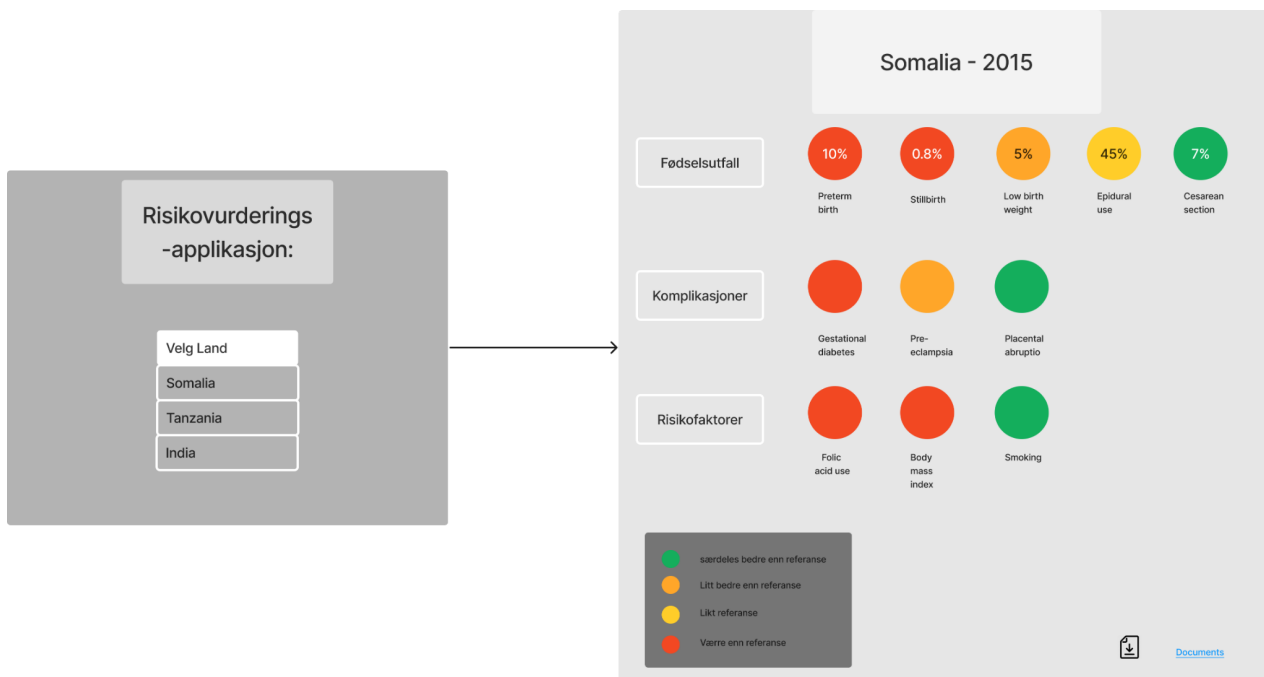 Risikovurderings
-applikasjon:
Velg Land
Somalia
Tanzania
India
Somalia - 2015
Fødselsutfall
10%
0.8%
5%
45%
7%
Preterm
birth
Stillbirth
Low birth
weight
Epidural
use
Cesarean
section
Komplikasjoner
Gestational
diabetes
Pre-
eclampsia
Placental
abruptio
Risikofaktorer
Folic
acid use
Body
mass
index
Smoking
særdeles bedre enn referanse
Litt bedre enn referanse
Likt referanse
Værre enn referanse
Documents